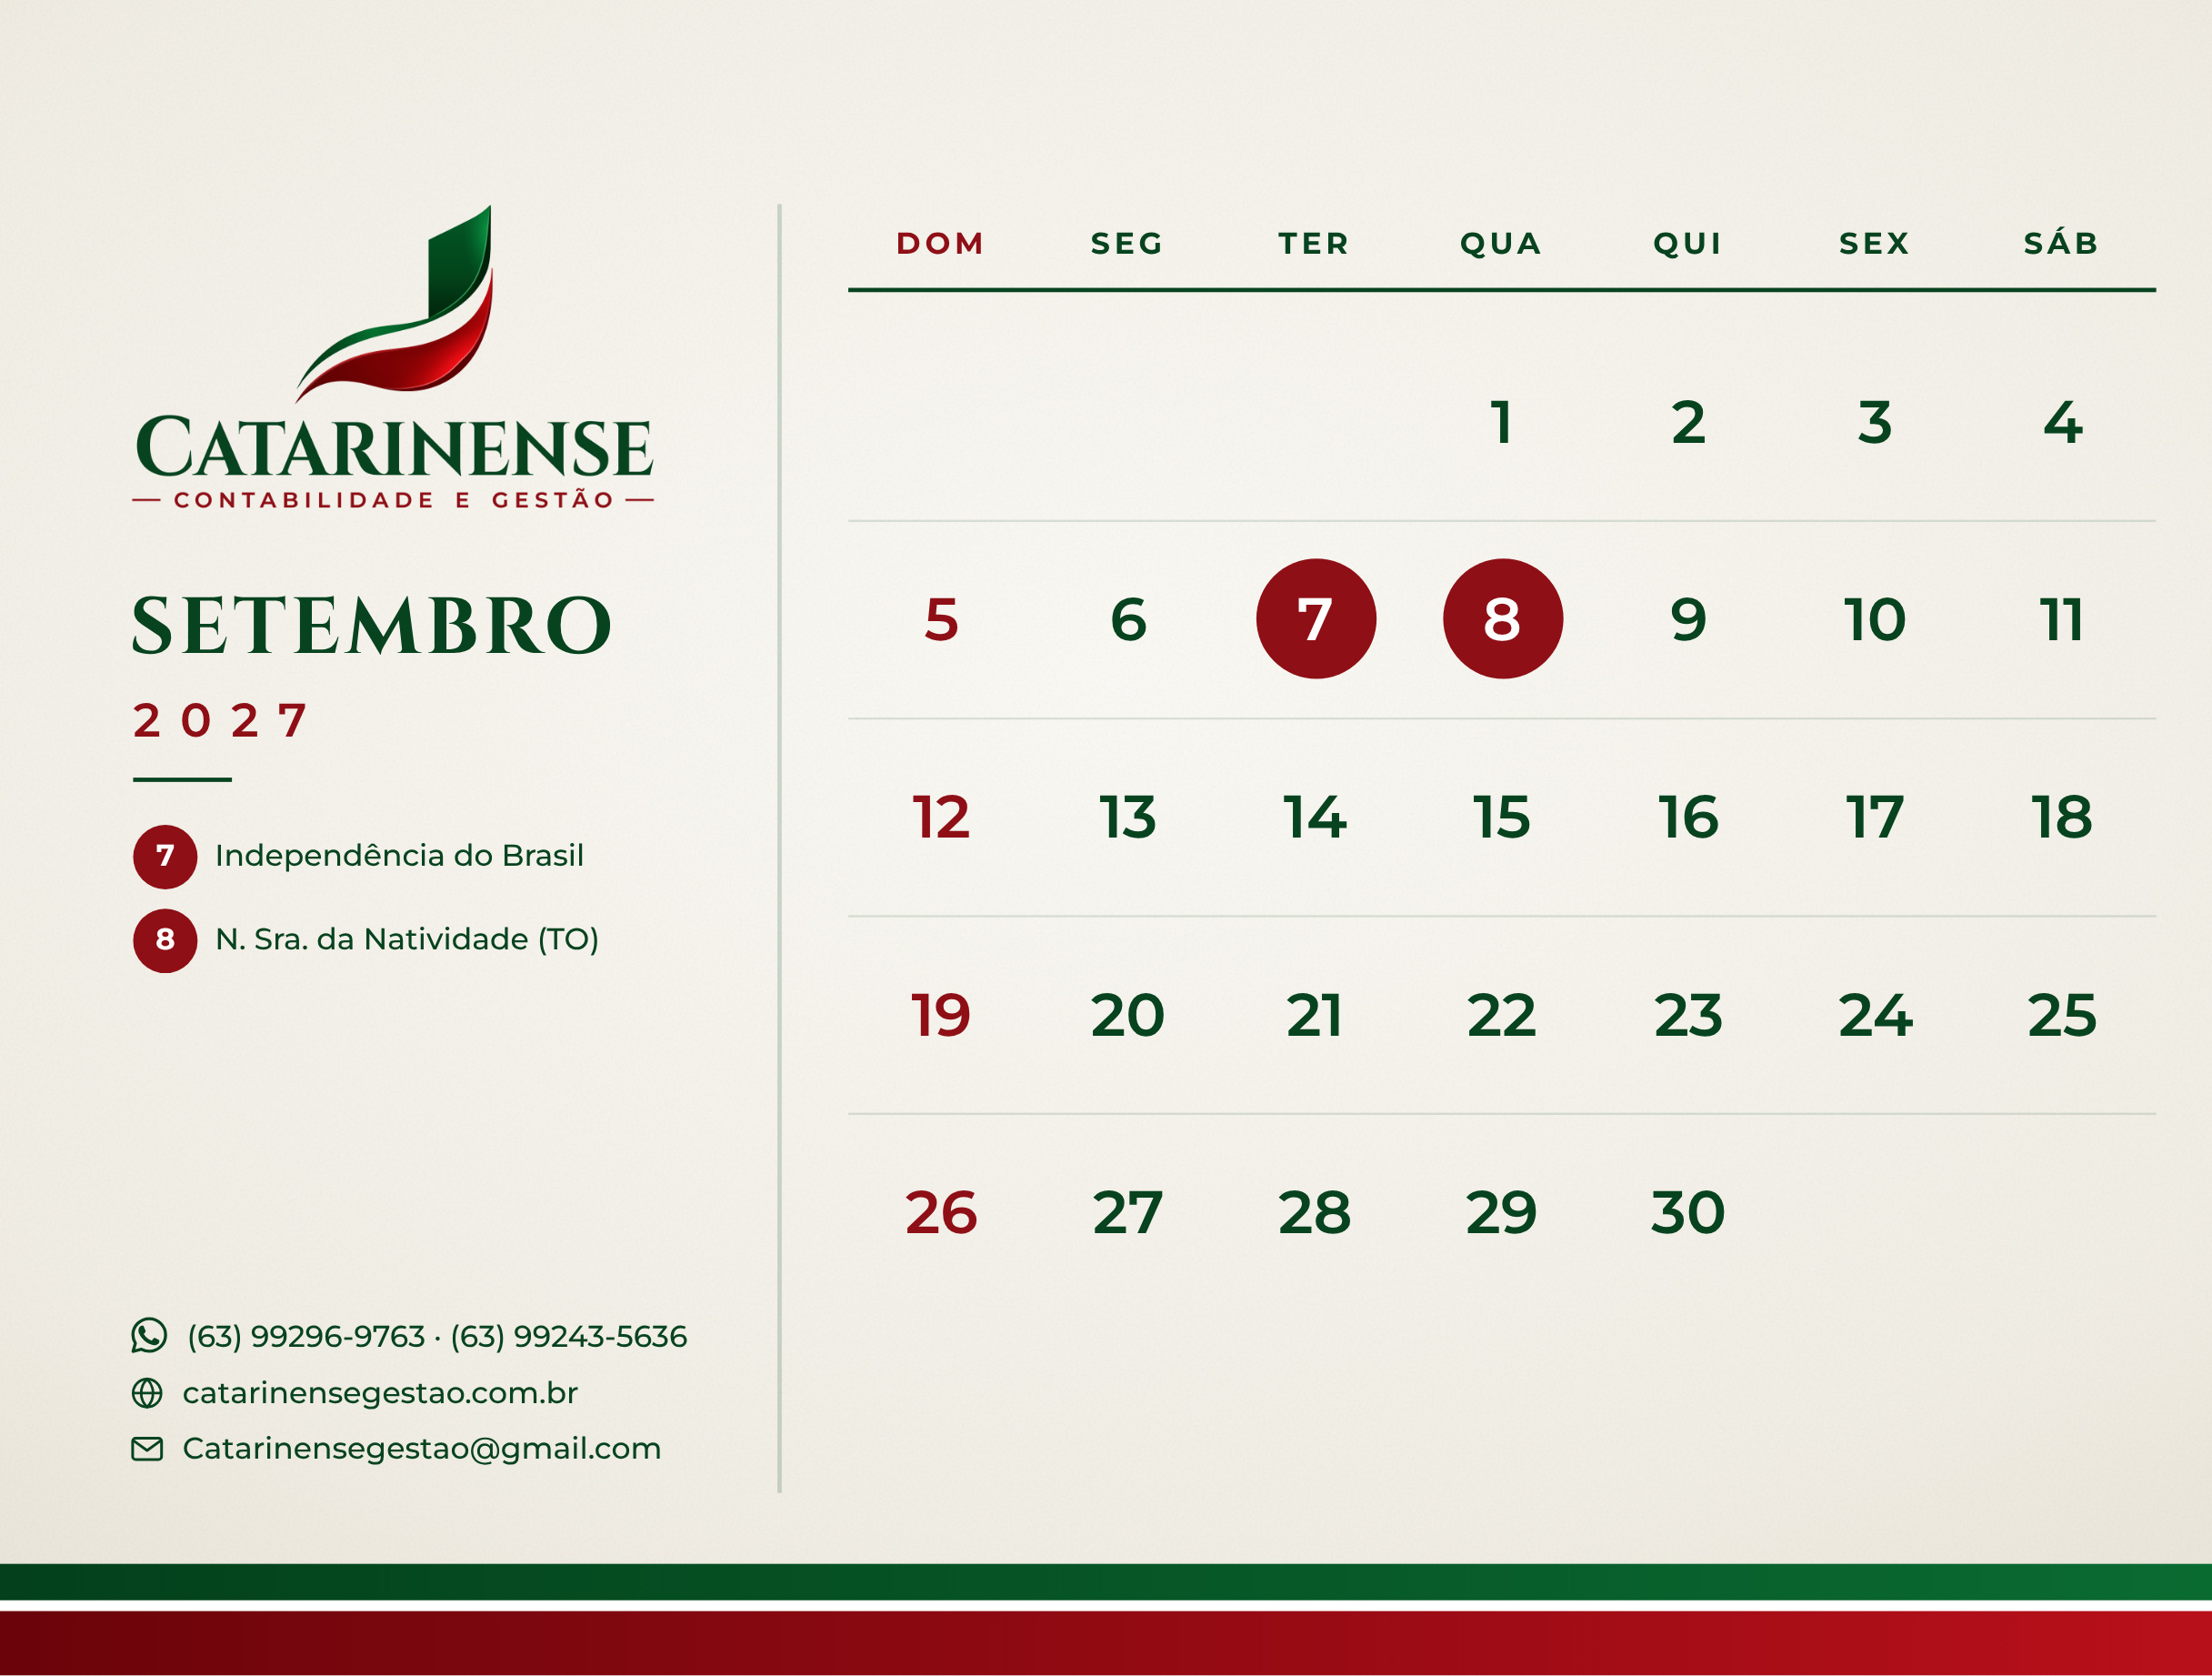 CATARINENSE
CONTABILIDADE E GESTÃO
SETEMBRO
2027
7 Independência do Brasil
8 N. Sra. da Natividade (TO)
(63) 99296-9763 · (63) 99243-5636
catarinensegestao.com.br
Catarinensegestao@gmail.com
DOM SEG TER QUA QUI SEX SÁB
1 2 3 4
5 6 7 8 9 10 11
12 13 14 15 16 17 18
19 20 21 22 23 24 25
26 27 28 29 30